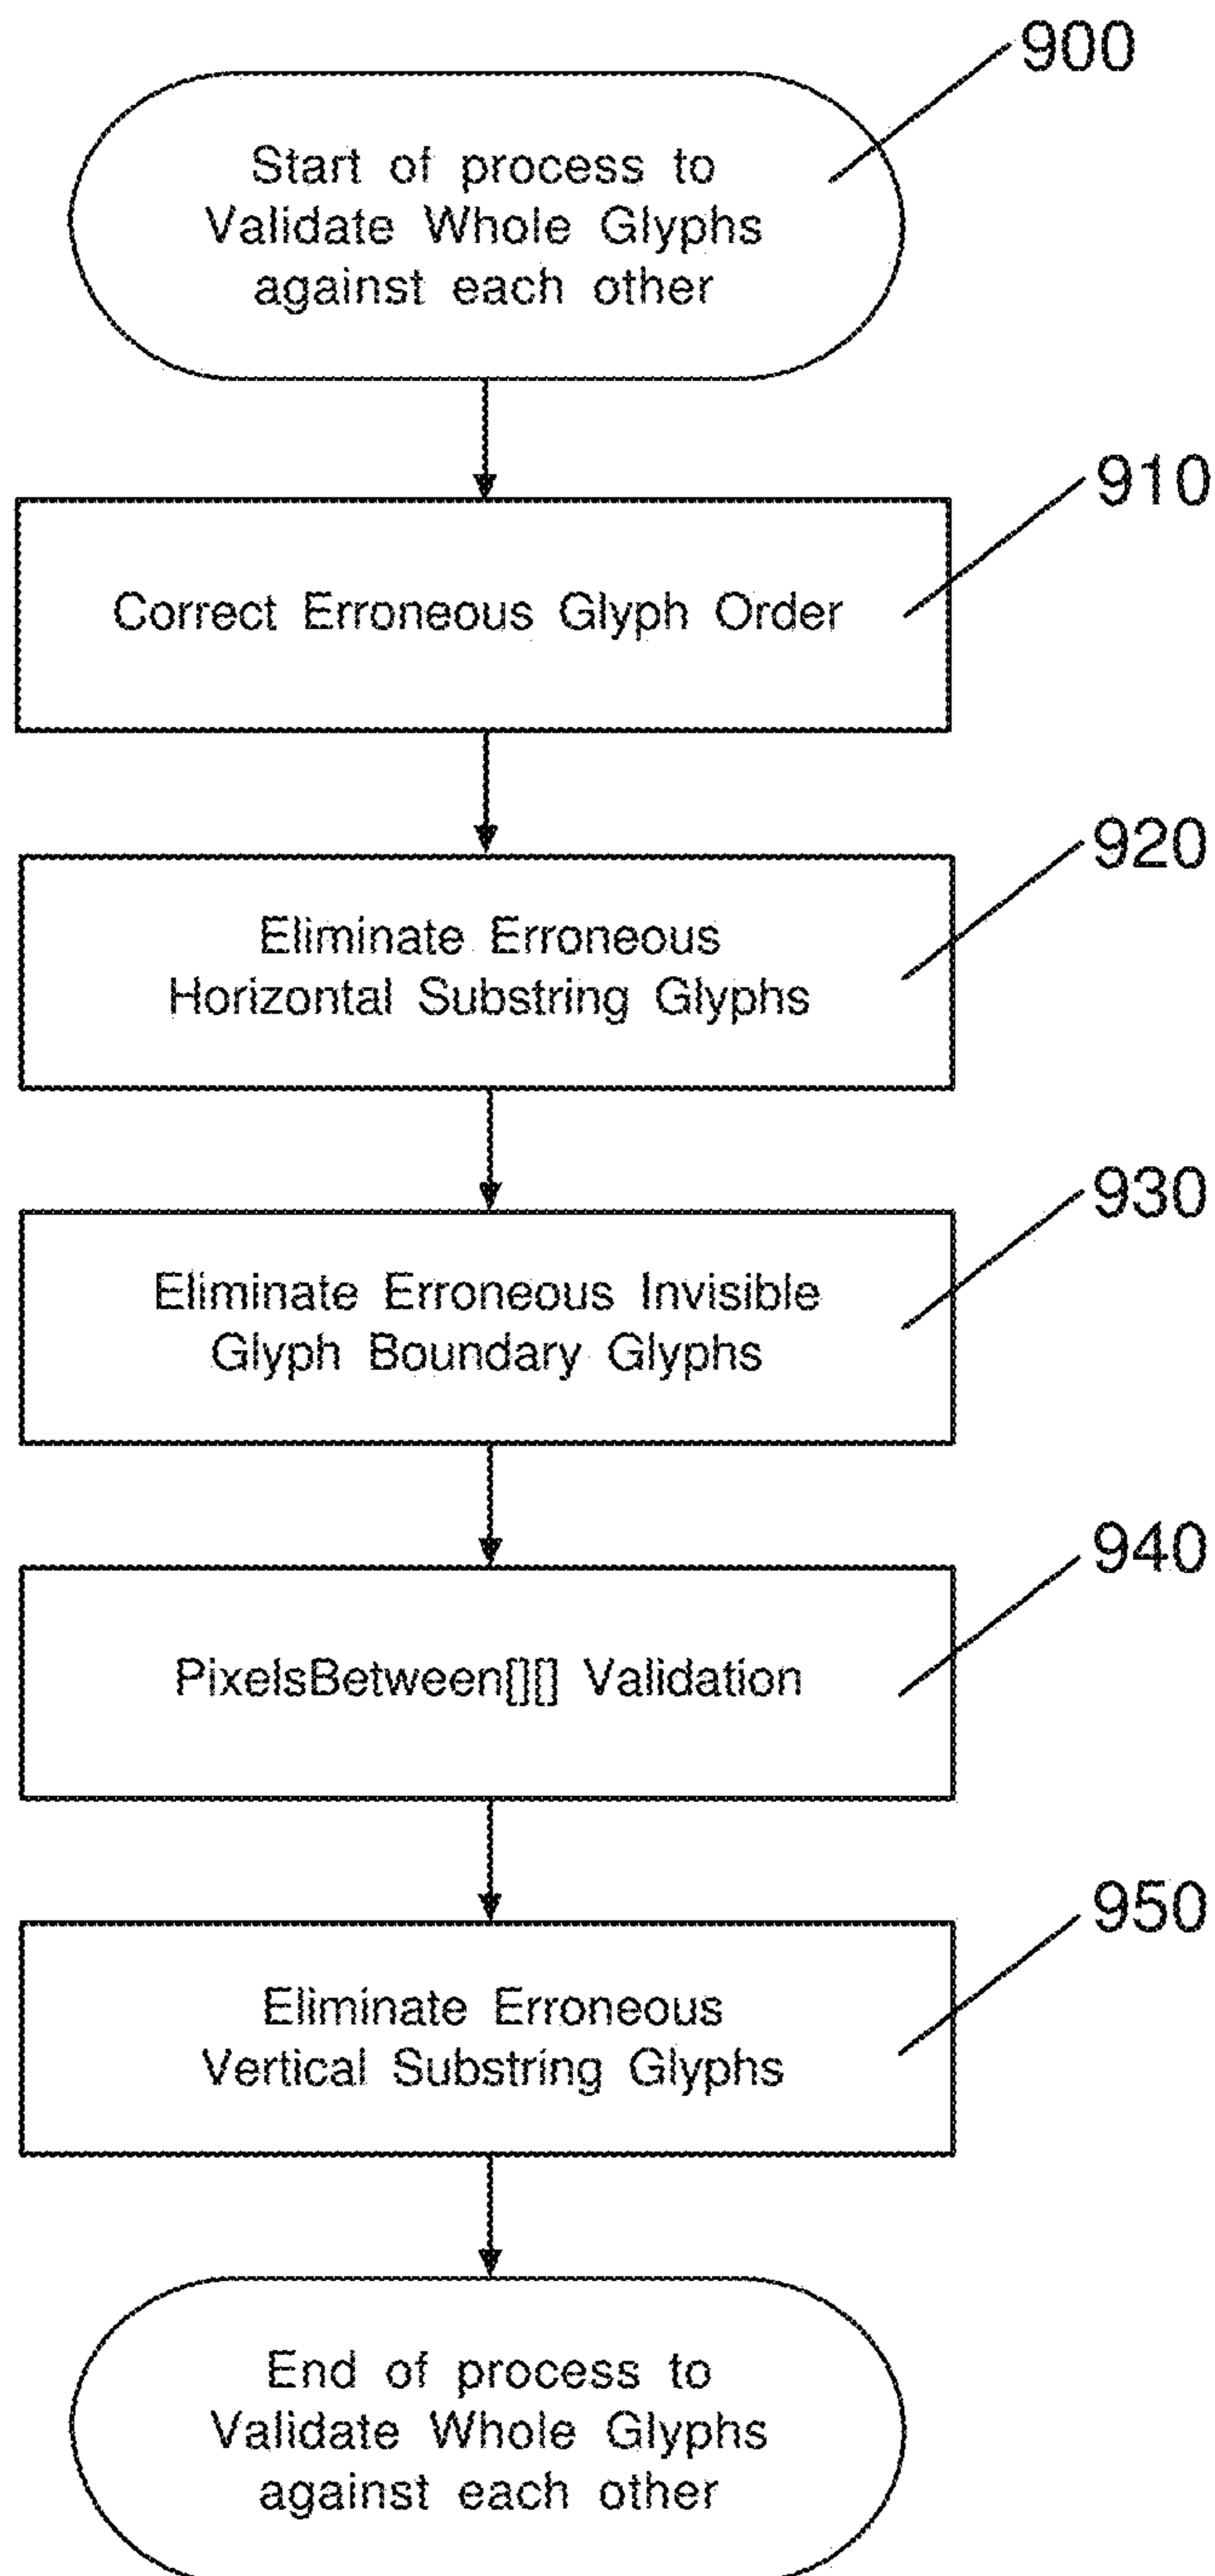 900
Start of process to
Validate Whole Glyphs
against each other
910
Correct Erroneous Glyph Order
920
Eliminate Erroneous
Horizontal Substring Glyphs
930
Eliminate Erroneous Invisible
Glyph Boundary Glyphs
940
PixelsBetween[][] Validation
950
Eliminate Erroneous
Vertical Substring Glyphs
End of process to
Validate Whole Glyphs
against each other